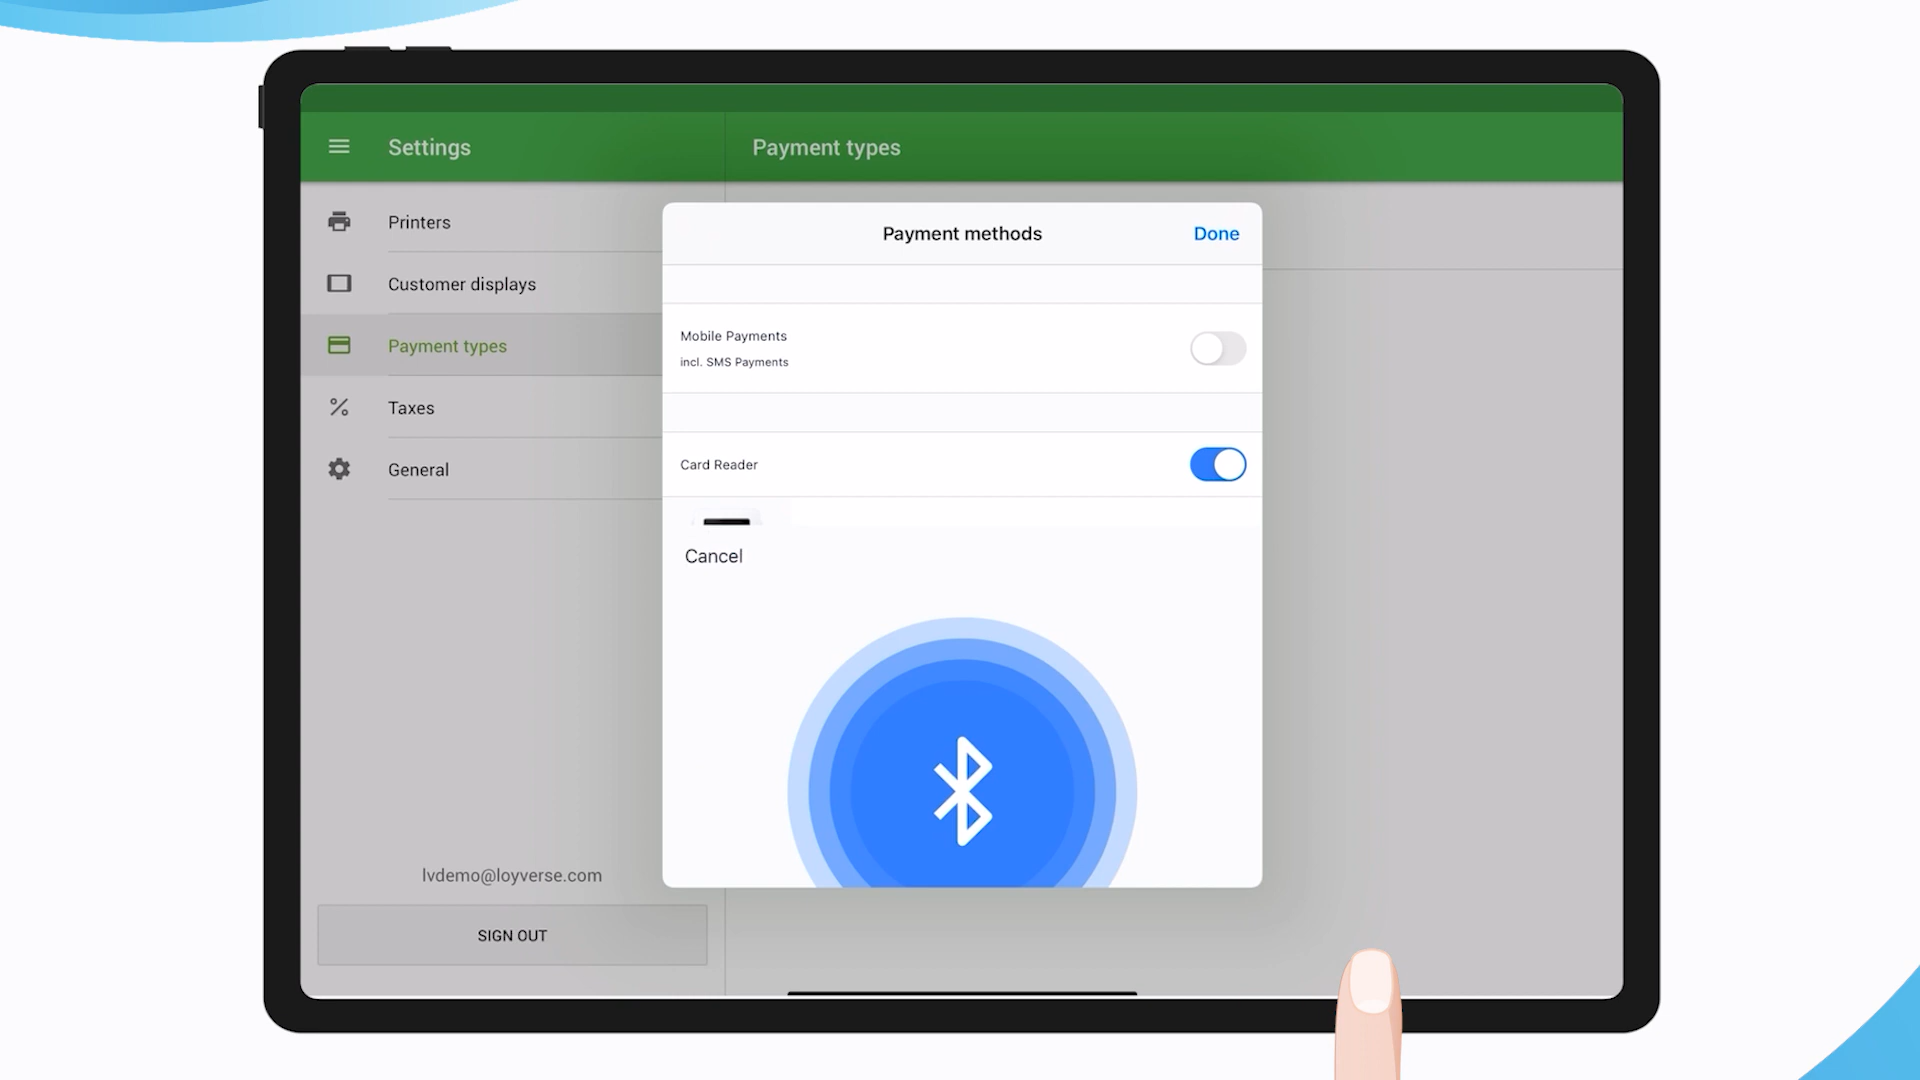 Settings
Payment types
Printers
Customer displays
Payment types
Taxes
General
lvdemo@loyverse.com
SIGN OUT
Payment methods
Done
Mobile Payments
incl. SMS Payments
Card Reader
Cancel